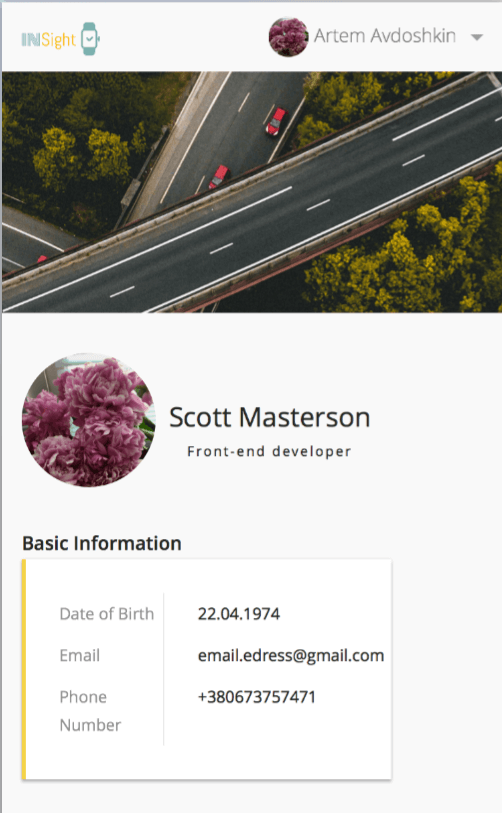 INSight
Artem Avdoshkin
Scott Masterson
Front-end developer
Basic Information
Date of Birth 22.04.1974
Email email.edress@gmail.com
Phone +380673757471
Number